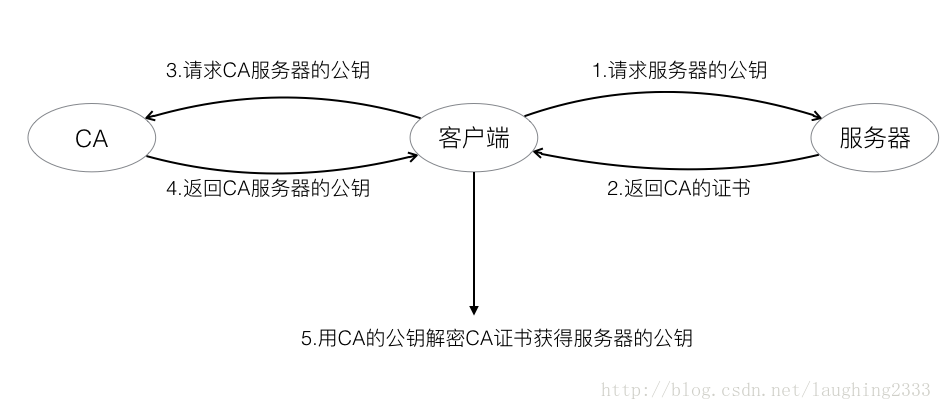 3.请求CA服务器的公钥
1.请求服务器的公钥
CA
客户端
服务器
4.返回CA服务器的公钥
2.返回CA的证书
5.用CA的公钥解密CA证书获得服务器的公钥
http://blog.csdn.net/laughing2333